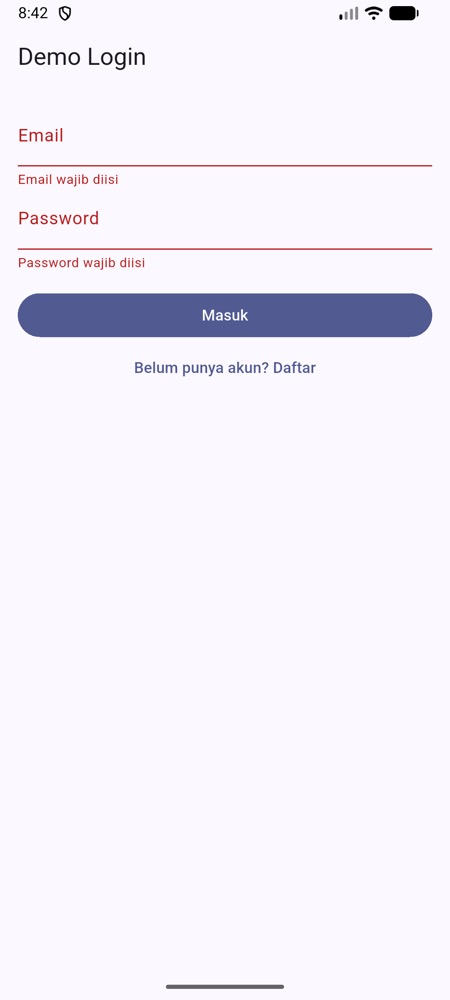 8:42
Demo Login
Email
Email wajib diisi
Password
Password wajib diisi
Masuk
Belum punya akun? Daftar